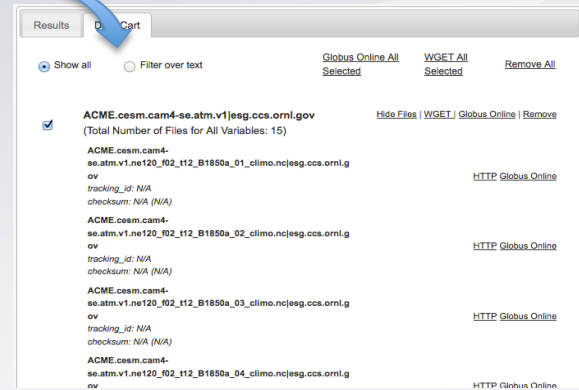 Results D Cart
Show all Filter over text Globus Online All Selected WGET All Selected Remove All
ACME.cesm.cam4-se.atm.v1|esg.ccs.ornl.gov Hide Files | WGET | Globus Online | Remove
(Total Number of Files for All Variables: 15)
ACME.cesm.cam4-
se.atm.v1.ne120_f02_t12_B1850a_01_climo.nc|esg.ccs.ornl.g
ov
HTTP Globus Online
tracking_id: N/A
checksum: N/A (N/A)
ACME.cesm.cam4-
se.atm.v1.ne120_f02_t12_B1850a_02_climo.nc|esg.ccs.ornl.g
ov
HTTP Globus Online
tracking_id: N/A
checksum: N/A (N/A)
ACME.cesm.cam4-
se.atm.v1.ne120_f02_t12_B1850a_03_climo.nc|esg.ccs.ornl.g
ov
HTTP Globus Online
tracking_id: N/A
checksum: N/A (N/A)
ACME.cesm.cam4-
se.atm.v1.ne120_f02_t12_B1850a_04_climo.nc|esg.ccs.ornl.g
ov
HTTP Globus Online